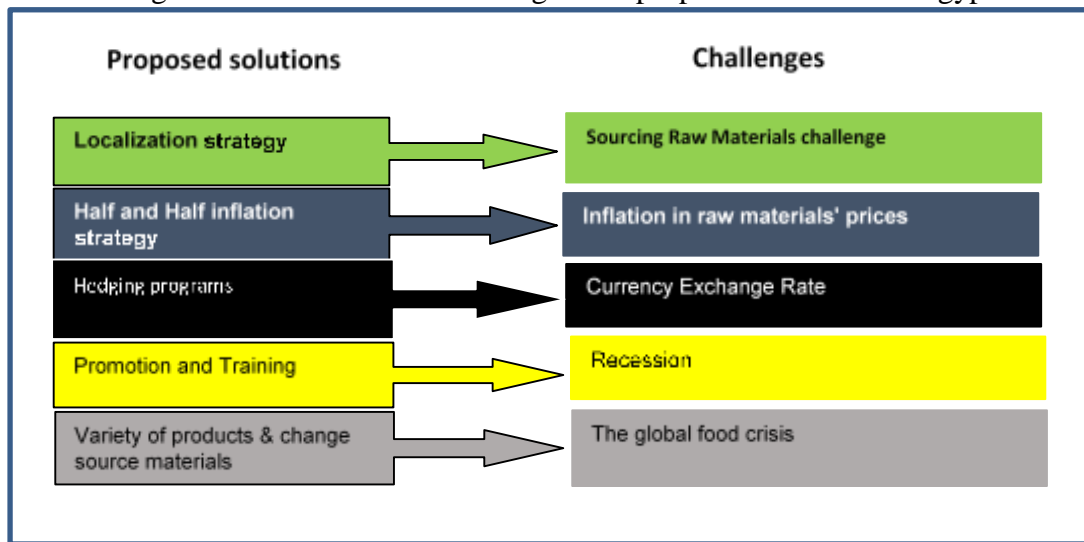 Proposed solutions
Challenges
Localization strategy
Sourcing Raw Materials challenge
Half and Half inflation
strategy
Inflation in raw materials' prices
Hedging programs
Currency Exchange Rate
Promotion and Training
Recession
Variety of products & change
source materials
The global food crisis